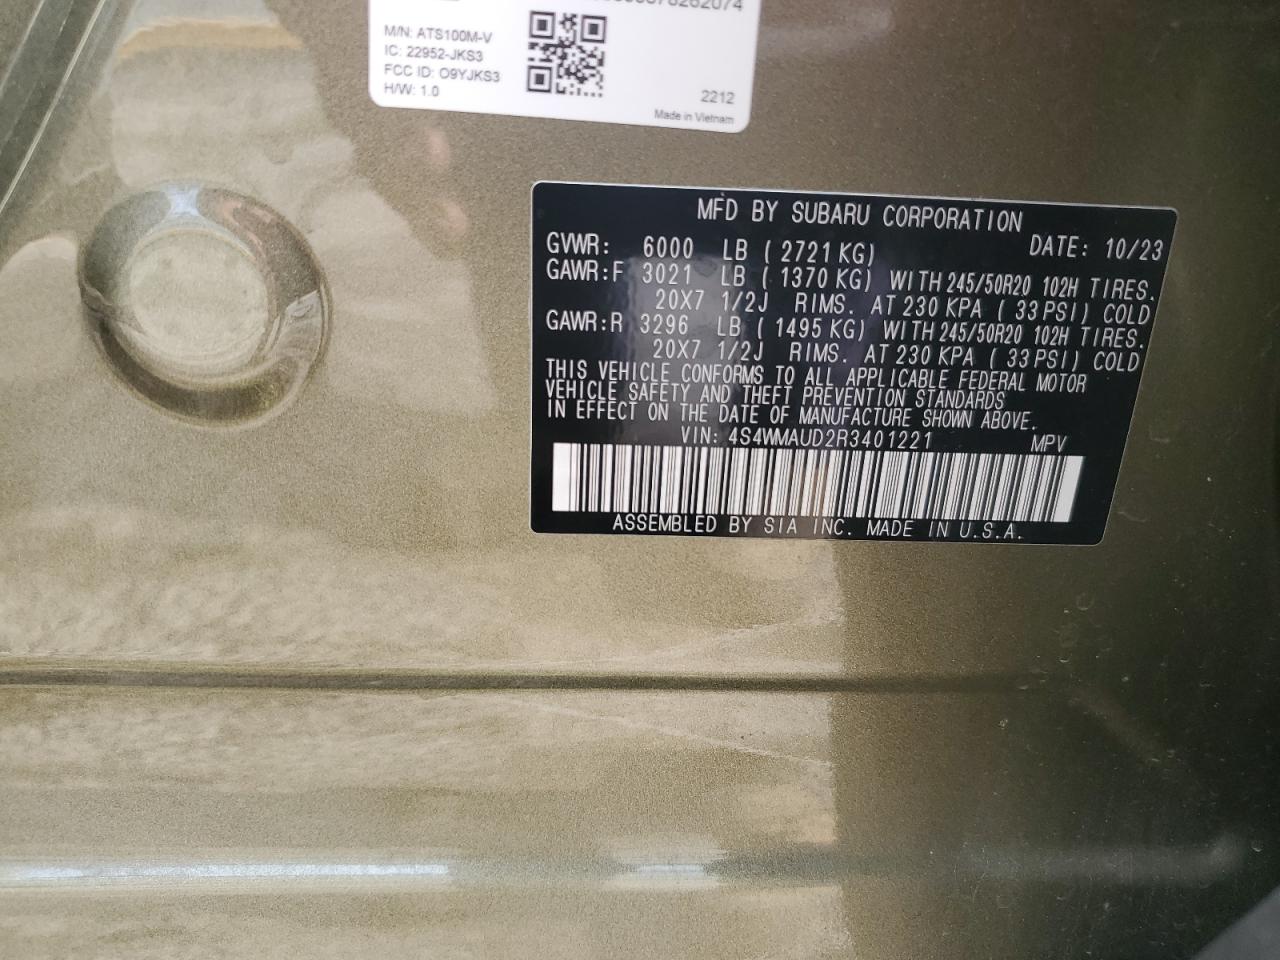 M/N: ATS100M-V
IC: 22952-JKS3
FCC ID: O9YJKS3
H/W: 1.0
2212
Made in Vietnam
MFD BY SUBARU CORPORATION
DATE: 10/23
GVWR: 6000 LB ( 2721 KG)
GAWR:F 3021 LB ( 1370 KG) WITH 245/50R20 102H TIRES.
20X7 1/2J RIMS. AT 230 KPA ( 33 PSI) COLD
GAWR:R 3296 LB ( 1495 KG) WITH 245/50R20 102H TIRES.
20X7 1/2J RIMS. AT 230 KPA ( 33 PSI) COLD
THIS VEHICLE CONFORMS TO ALL APPLICABLE FEDERAL MOTOR
VEHICLE SAFETY AND THEFT PREVENTION STANDARDS
IN EFFECT ON THE DATE OF MANUFACTURE SHOWN ABOVE.
VIN: 4S4WMAUD2R3401221 MPV
ASSEMBLED BY SIA INC. MADE IN U.S.A.